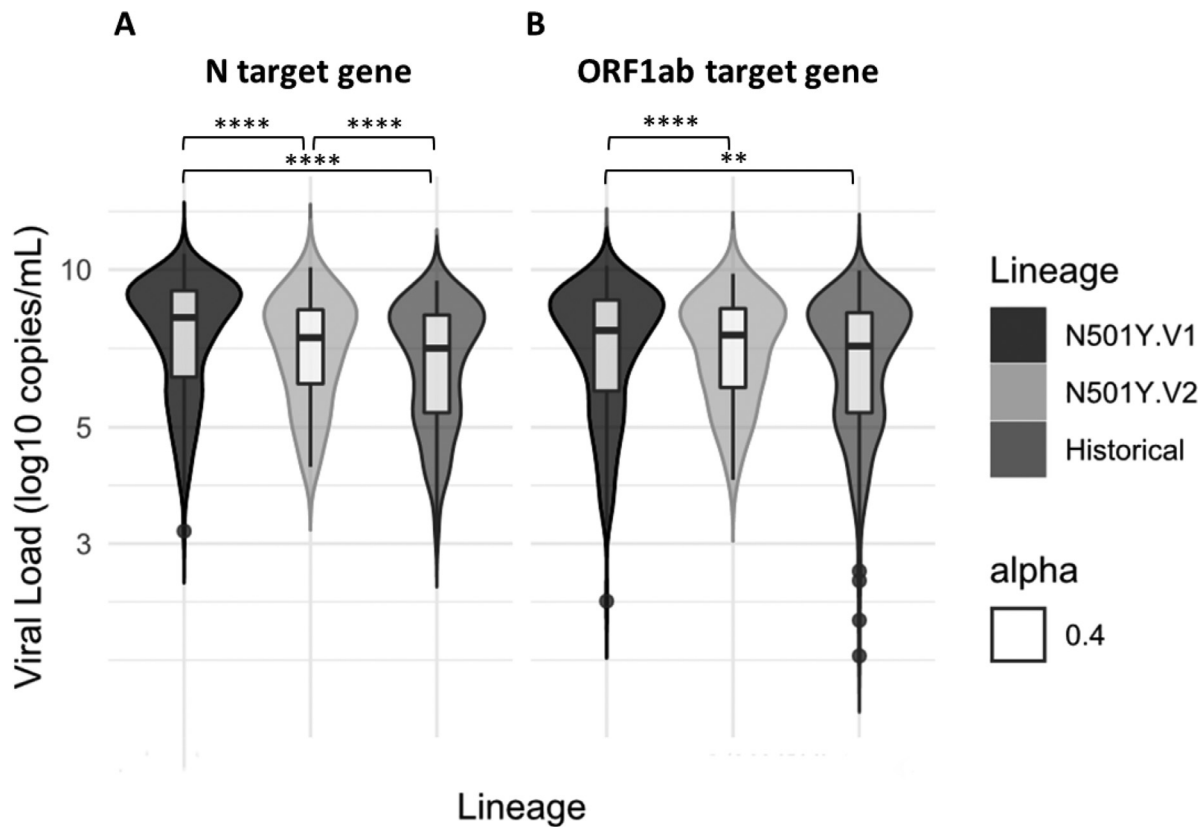 A
B
N target gene
ORF1ab target gene
**** ****
****
****
**
Viral Load (log10 copies/mL)
10
5
3
Lineage
Lineage
N501Y.V1
N501Y.V2
Historical
alpha
0.4